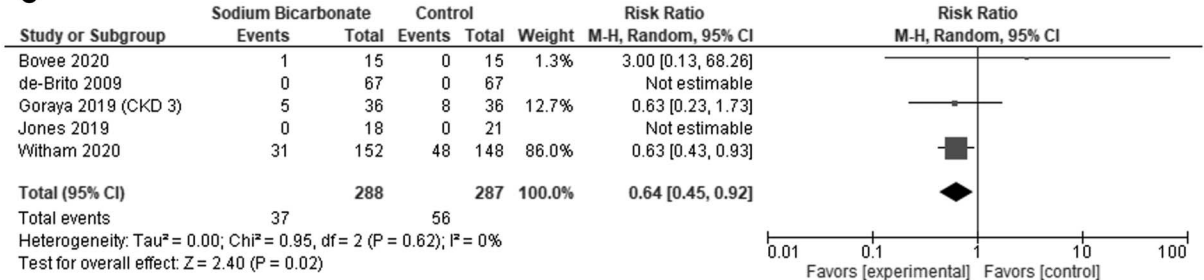 Sodium Bicarbonate Control Risk Ratio Risk Ratio
Study or Subgroup Events Total Events Total Weight M-H, Random, 95% CI M-H, Random, 95% CI
Bovee 2020 1 15 0 15 1.3% 3.00 [0.13, 68.26]
de-Brito 2009 0 67 0 67 Not estimable
Goraya 2019 (CKD 3) 5 36 8 36 12.7% 0.63 [0.23, 1.73]
Jones 2019 0 18 0 21 Not estimable
Witham 2020 31 152 48 148 86.0% 0.63 [0.43, 0.93]
Total (95% CI) 288 287 100.0% 0.64 [0.45, 0.92]
Total events 37 56
Heterogeneity: Tau² = 0.00; Chi² = 0.95, df = 2 (P = 0.62); I² = 0%
Test for overall effect: Z = 2.40 (P = 0.02)
0.01 0.1 1 10 100
Favors [experimental] Favors [control]